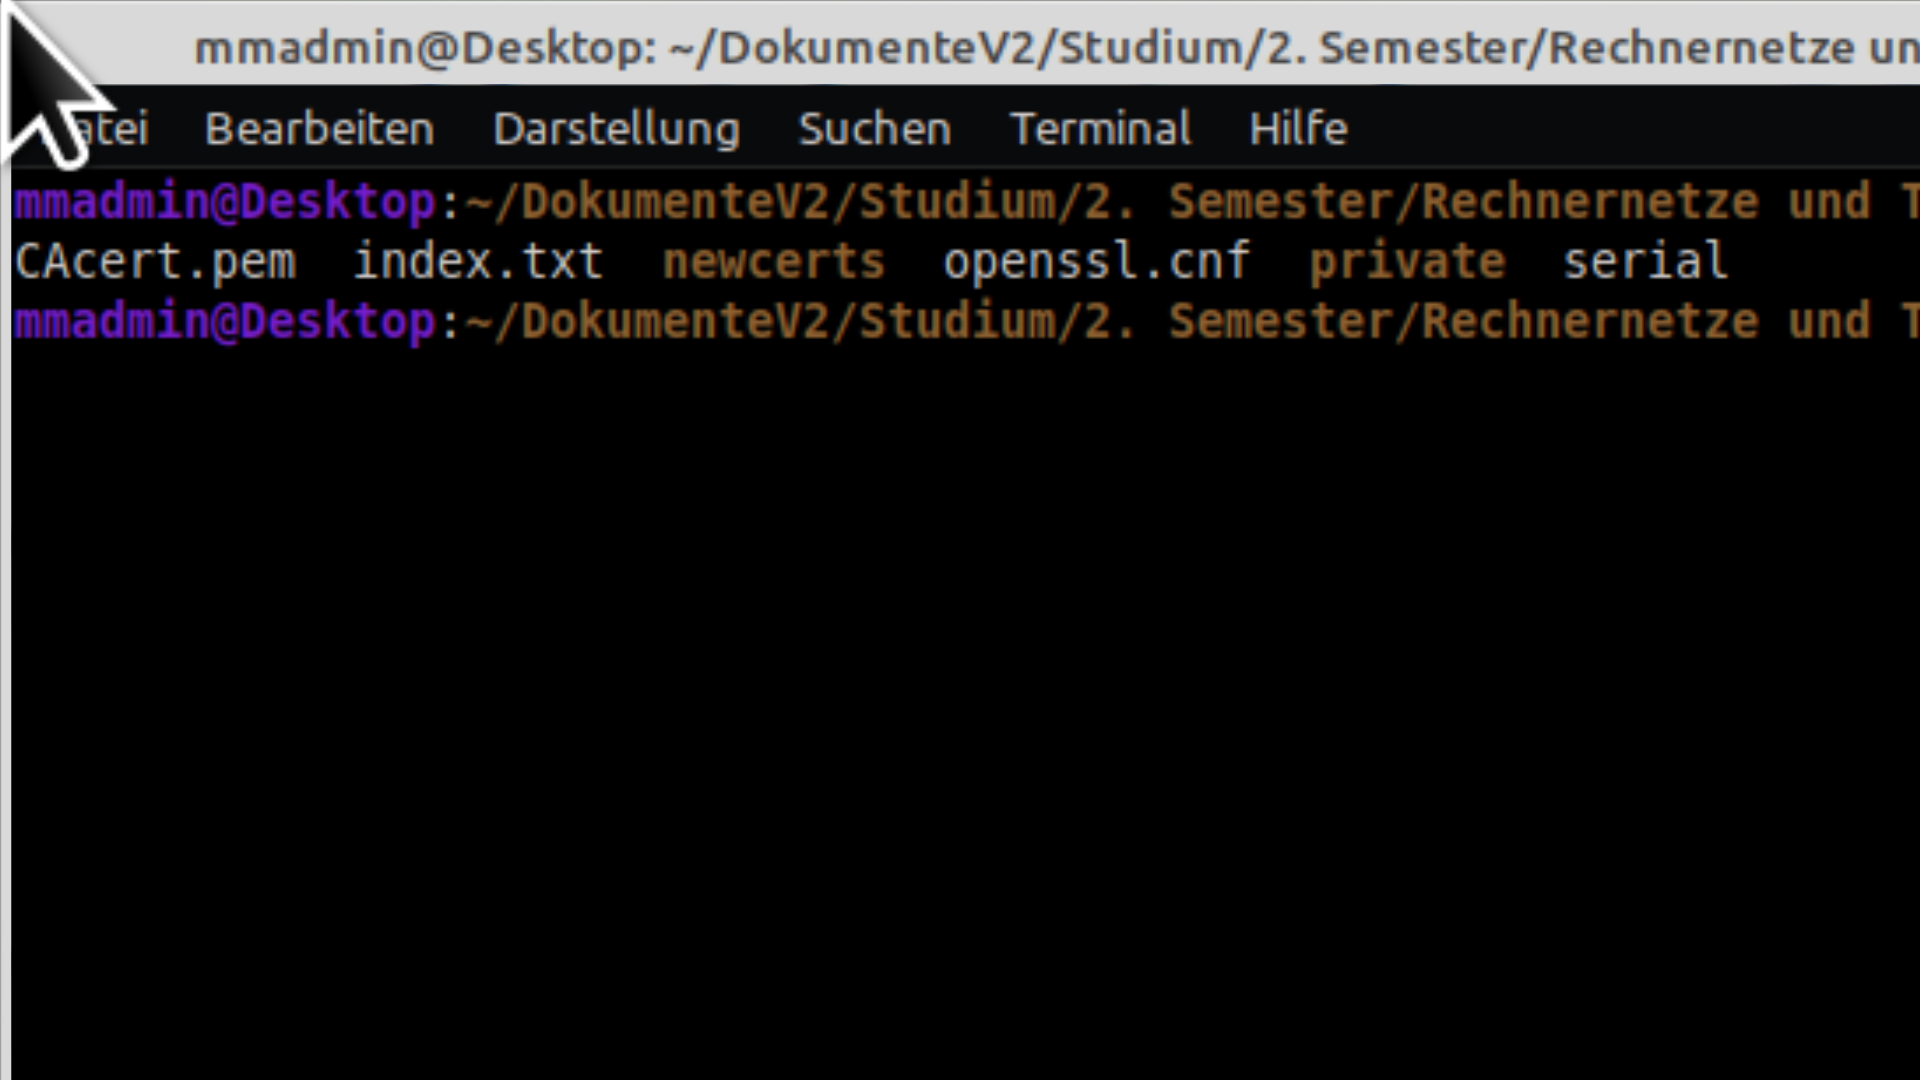 mmadmin@Desktop: ~/DokumenteV2/Studium/2. Semester/Rechnernetze un
atei Bearbeiten Darstellung Suchen Terminal Hilfe
mmadmin@Desktop:~/DokumenteV2/Studium/2. Semester/Rechnernetze und T
CAcert.pem index.txt newcerts openssl.cnf private serial
mmadmin@Desktop:~/DokumenteV2/Studium/2. Semester/Rechnernetze und T